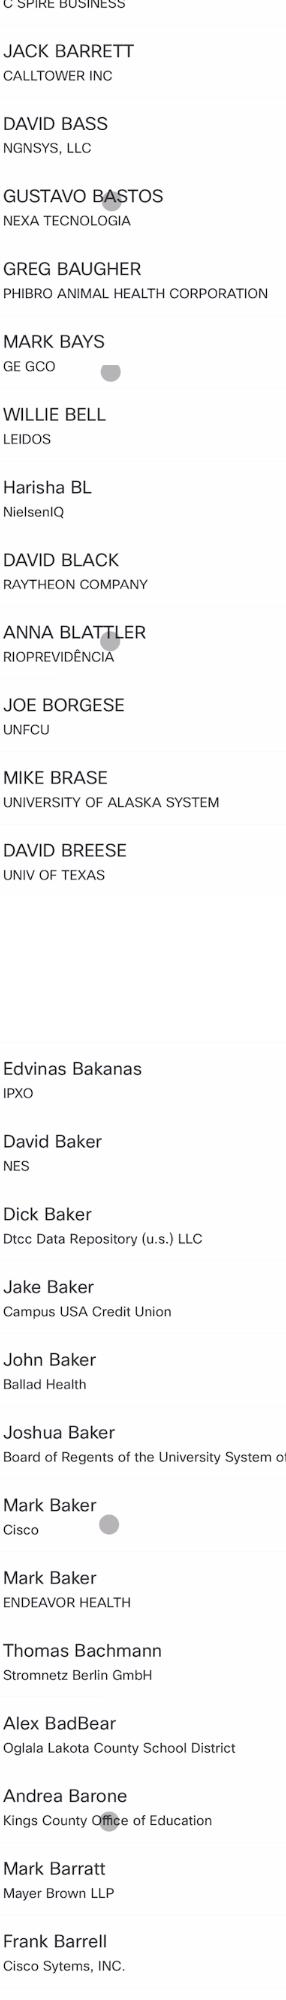 C SPIRE BUSINESS
JACK BARRETT
CALLTOWER INC
DAVID BASS
NGNSYS, LLC
GUSTAVO BASTOS
NEXA TECNOLOGIA
GREG BAUGHER
PHIBRO ANIMAL HEALTH CORPORATION
MARK BAYS
GE GCO
WILLIE BELL
LEIDOS
Harisha BL
NielsenIQ
DAVID BLACK
RAYTHEON COMPANY
ANNA BLATTLER
RIOPREVIDÊNCIA
JOE BORGESE
UNFCU
MIKE BRASE
UNIVERSITY OF ALASKA SYSTEM
DAVID BREESE
UNIV OF TEXAS
Edvinas Bakanas
IPXO
David Baker
NES
Dick Baker
Dtcc Data Repository (u.s.) LLC
Jake Baker
Campus USA Credit Union
John Baker
Ballad Health
Joshua Baker
Board of Regents of the University System of
Mark Baker
Cisco
Mark Baker
ENDEAVOR HEALTH
Thomas Bachmann
Stromnetz Berlin GmbH
Alex BadBear
Oglala Lakota County School District
Andrea Barone
Kings County Office of Education
Mark Barratt
Mayer Brown LLP
Frank Barrell
Cisco Sytems, INC.